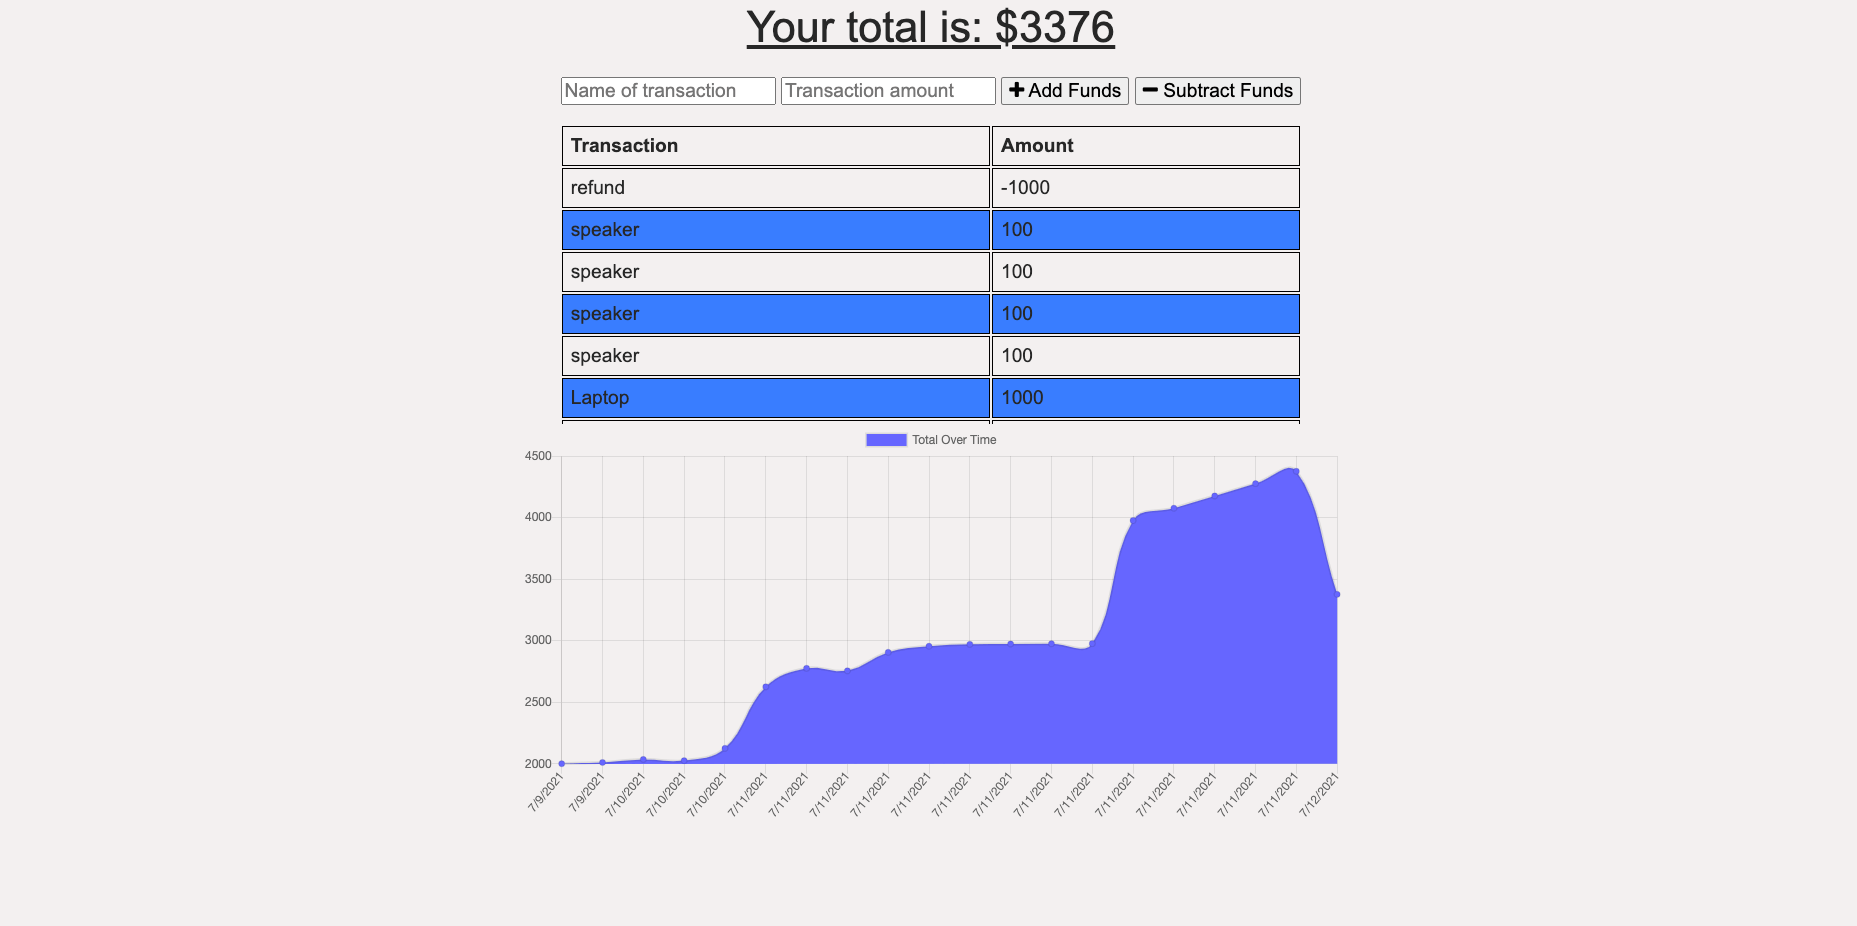 Your total is: $3376
Name of transaction Transaction amount Add Funds Subtract Funds
Transaction Amount
refund -1000
speaker 100
speaker 100
speaker 100
speaker 100
Laptop 1000
Total Over Time
4500
4000
3500
3000
2500
2000
7/9/2021 7/9/2021 7/10/2021 7/10/2021 7/10/2021 7/11/2021 7/11/2021 7/11/2021 7/11/2021 7/11/2021 7/11/2021 7/11/2021 7/11/2021 7/11/2021 7/11/2021 7/11/2021 7/11/2021 7/11/2021 7/11/2021 7/12/2021